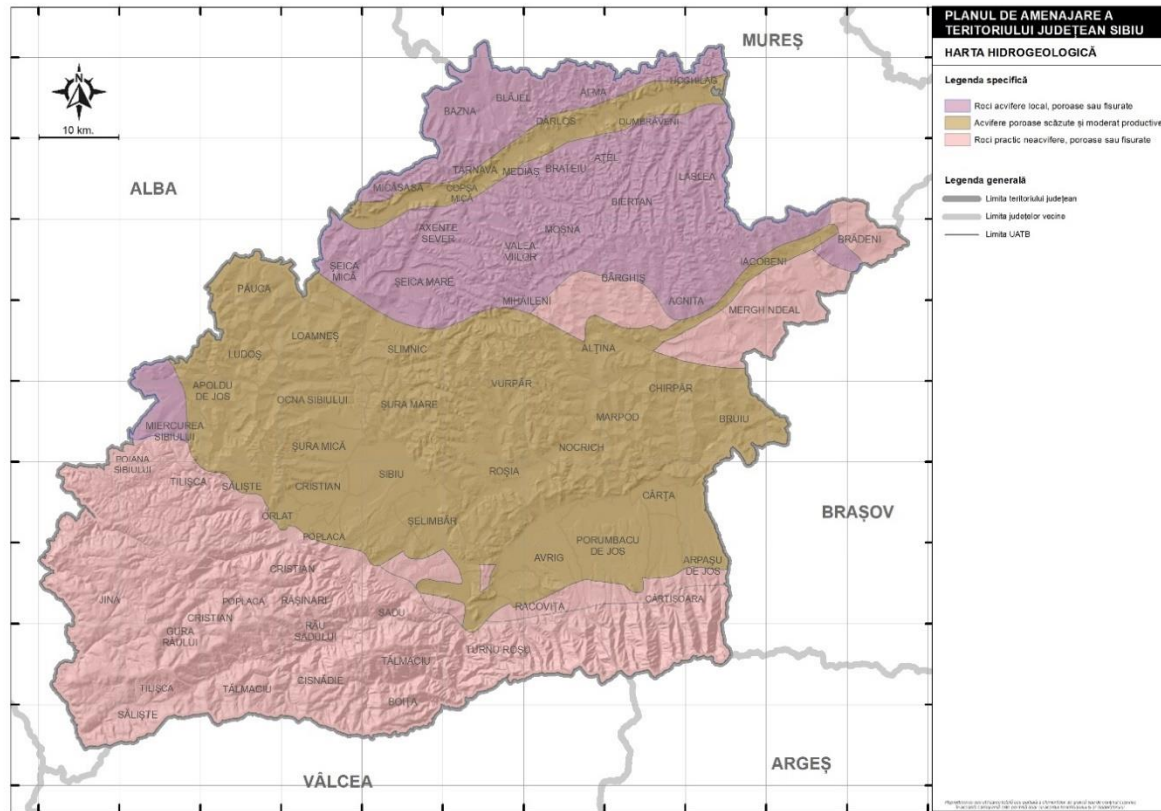 PLANUL DE AMENAJARE A
TERITORIULUI JUDEȚEAN SIBIU
HARTA HIDROGEOLOGICĂ
Legenda specifică
Roci acvifere local, poroase sau fisurate
Acvifere poroase scăzute și moderat productive
Roci practic neacvifere, poroase sau fisurate
Legenda generală
Limita teritoriului județean
Limita județelor vecine
Limita UATB
N
10 km.
MUREȘ
ALBA
BRAȘOV
ARGEȘ
VÂLCEA
HOGHILAG
ALMA
BLĂJEL
BAZNA
DÂRLOS
DUMBRĂVENI
AȚEL
BRATEIU
MEDIAȘ
TÂRNAVA
LASLEA
MICĂSASA
COPȘA
MICĂ
BIERTAN
AXENTE
SEVER
MOȘNA
VALEA
VIILOR
BRĂDENI
IACOBENI
ȘEICA
MICĂ
ȘEICA MARE
BÂRGHIȘ
MIHĂILENI
AGNITA
MERGHINDEAL
PĂUCA
LOAMNEȘ
SLIMNIC
ALȚINA
LUDOȘ
APOLDU
DE JOS
VURPĂR
CHIRPĂR
OCNA SIBIULUI
ȘURA MARE
MARPOD
BRUIU
MIERCUREA
SIBIULUI
ȘURA MICĂ
NOCRICH
POIANA
SIBIULUI
TILIȘCA
SĂLIȘTE
CRISTIAN
SIBIU
ROȘIA
CÂRȚA
ORLAT
ȘELIMBĂR
POPLACA
PORUMBACU
DE JOS
AVRIG
ARPAȘU
DE JOS
CRISTIAN
JINA
POPLACA
RĂȘINARI
SADU
RACOVIȚA
CÂRȚIȘOARA
CRISTIAN
GURA
RÂULUI
RÂU
SADULUI
TURNU ROȘU
TĂLMACIU
CISNĂDIE
TILIȘCA
TĂLMACIU
BOIȚA
SĂLIȘTE